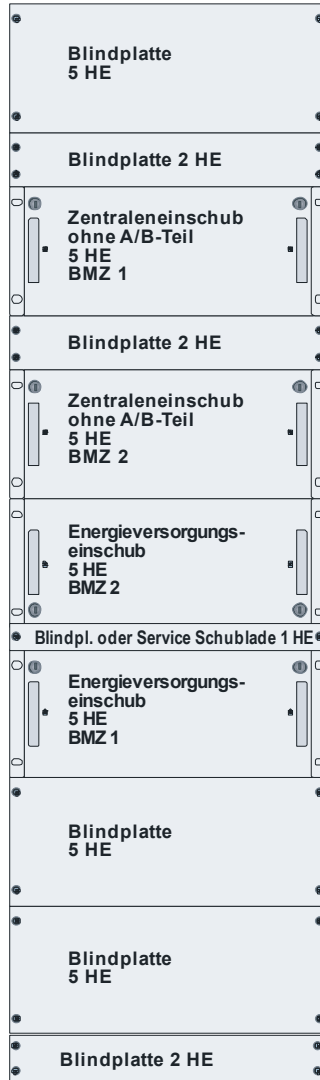 Blindplatte
5 HE
Blindplatte 2 HE
Zentraleneinschub
ohne A/B-Teil
5 HE
BMZ 1
Blindplatte 2 HE
Zentraleneinschub
ohne A/B-Teil
5 HE
BMZ 2
Energieversorgungs-
einschub
5 HE
BMZ 2
Blindpl. oder Service Schublade 1 HE
Energieversorgungs-
einschub
5 HE
BMZ 1
Blindplatte
5 HE
Blindplatte
5 HE
Blindplatte 2 HE